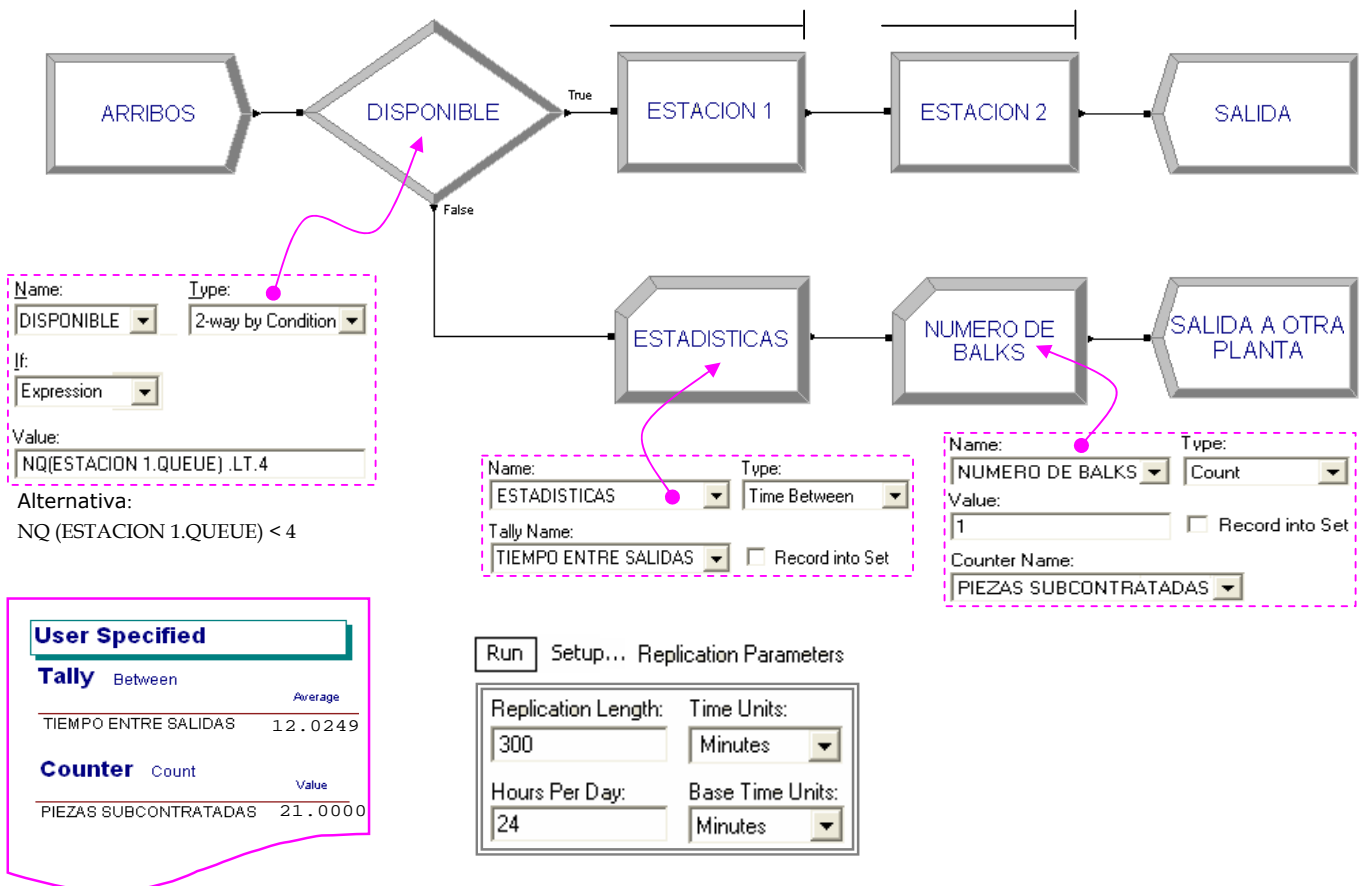 ARRIBOS
DISPONIBLE
True
False
ESTACION 1
ESTACION 2
SALIDA
ESTADISTICAS
NUMERO DE
BALKS
SALIDA A OTRA
PLANTA
Name:
Type:
DISPONIBLE
2-way by Condition
If:
Expression
Value:
NQ(ESTACION 1.QUEUE) .LT.4
Alternativa:
NQ (ESTACION 1.QUEUE) < 4
Name:
Type:
ESTADISTICAS
Time Between
Tally Name:
TIEMPO ENTRE SALIDAS
Record into Set
Name:
Type:
NUMERO DE BALKS
Count
Value:
1
Record into Set
Counter Name:
PIEZAS SUBCONTRATADAS
User Specified
Tally Between
Average
TIEMPO ENTRE SALIDAS 12.0249
Counter Count
Value
PIEZAS SUBCONTRATADAS 21.0000
Run Setup... Replication Parameters
Replication Length:
Time Units:
300
Minutes
Hours Per Day:
Base Time Units:
24
Minutes